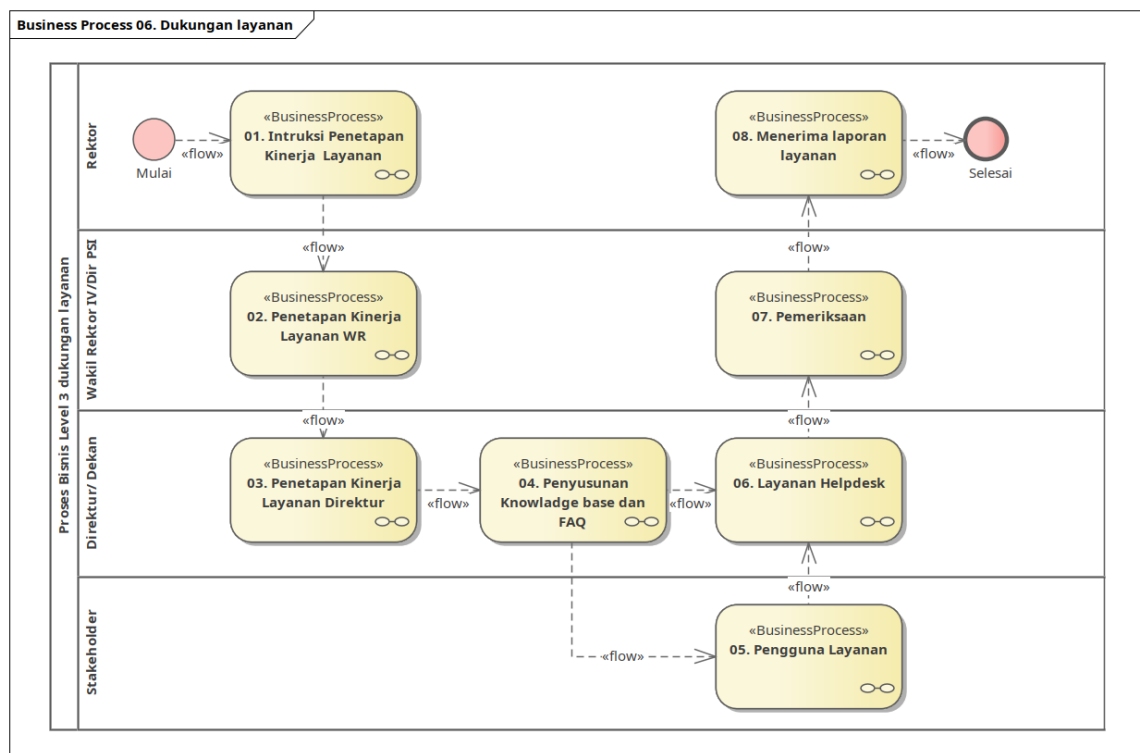 Business Process 06. Dukungan layanan
Proses Bisnis Level 3 dukungan layanan
Rektor
Mulai
«flow»
«BusinessProcess»
01. Intruksi Penetapan
Kinerja  Layanan
«BusinessProcess»
08. Menerima laporan
layanan
«flow»
Selesai
«flow»
Wakil Rektor IV/Dir PSI
«BusinessProcess»
02. Penetapan Kinerja
Layanan WR
«flow»
«BusinessProcess»
07. Pemeriksaan
«flow»
Direktur/ Dekan
«BusinessProcess»
03. Penetapan Kinerja
Layanan Direktur
«flow»
«BusinessProcess»
04. Penyusunan
Knowladge base dan
FAQ
«flow»
«BusinessProcess»
06. Layanan Helpdesk
«flow»
Stakeholder
«flow»
«BusinessProcess»
05. Pengguna Layanan
«flow»